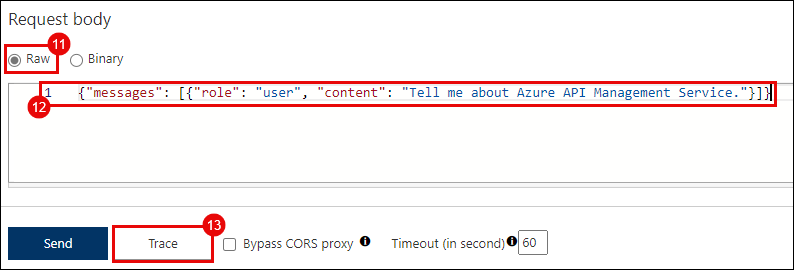 Request body
11
Raw Binary
1 {"messages": [{"role": "user", "content": "Tell me about Azure API Management Service."}]}
12
13
Send Trace Bypass CORS proxy i Timeout (in second) i 60